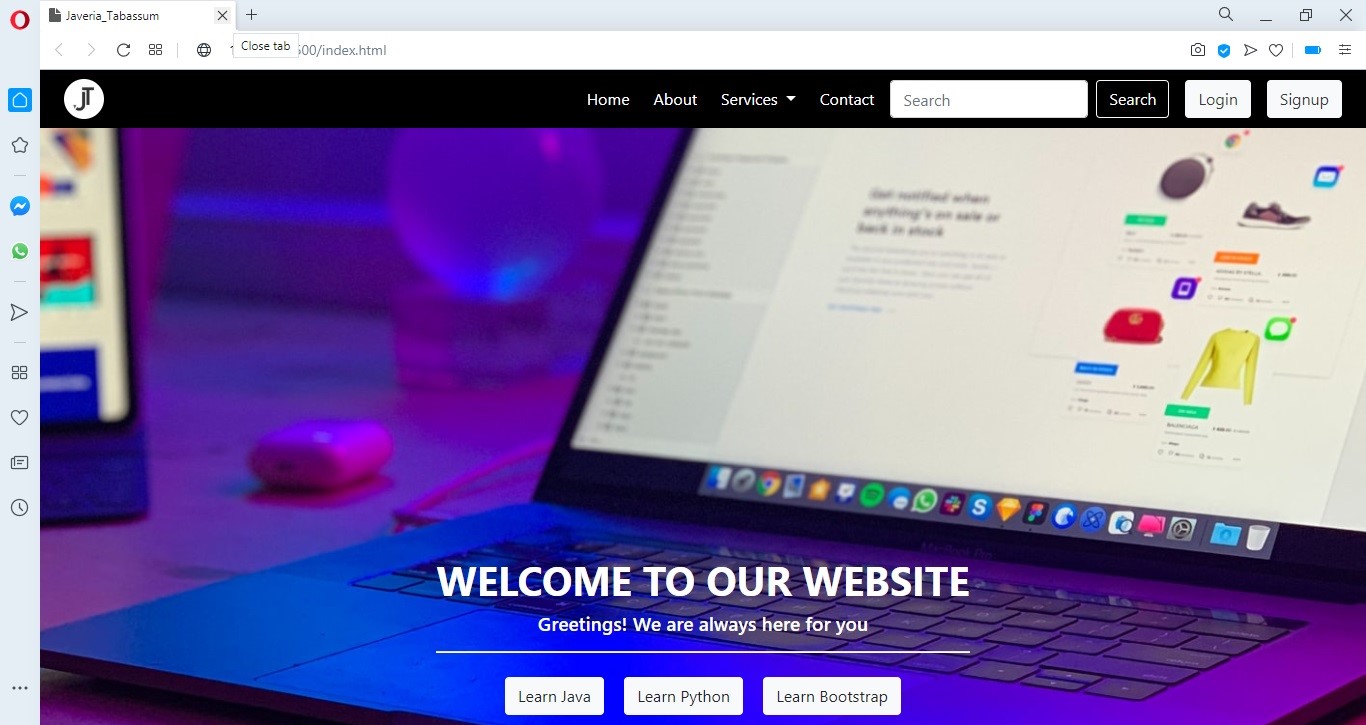 Javeria_Tabassum
Close tab
500/index.html
JT
Home
About
Services
Contact
Search
Search
Login
Signup
Get notified when
anything's on sale or
back in stock
WELCOME TO OUR WEBSITE
Greetings! We are always here for you
Learn Java
Learn Python
Learn Bootstrap